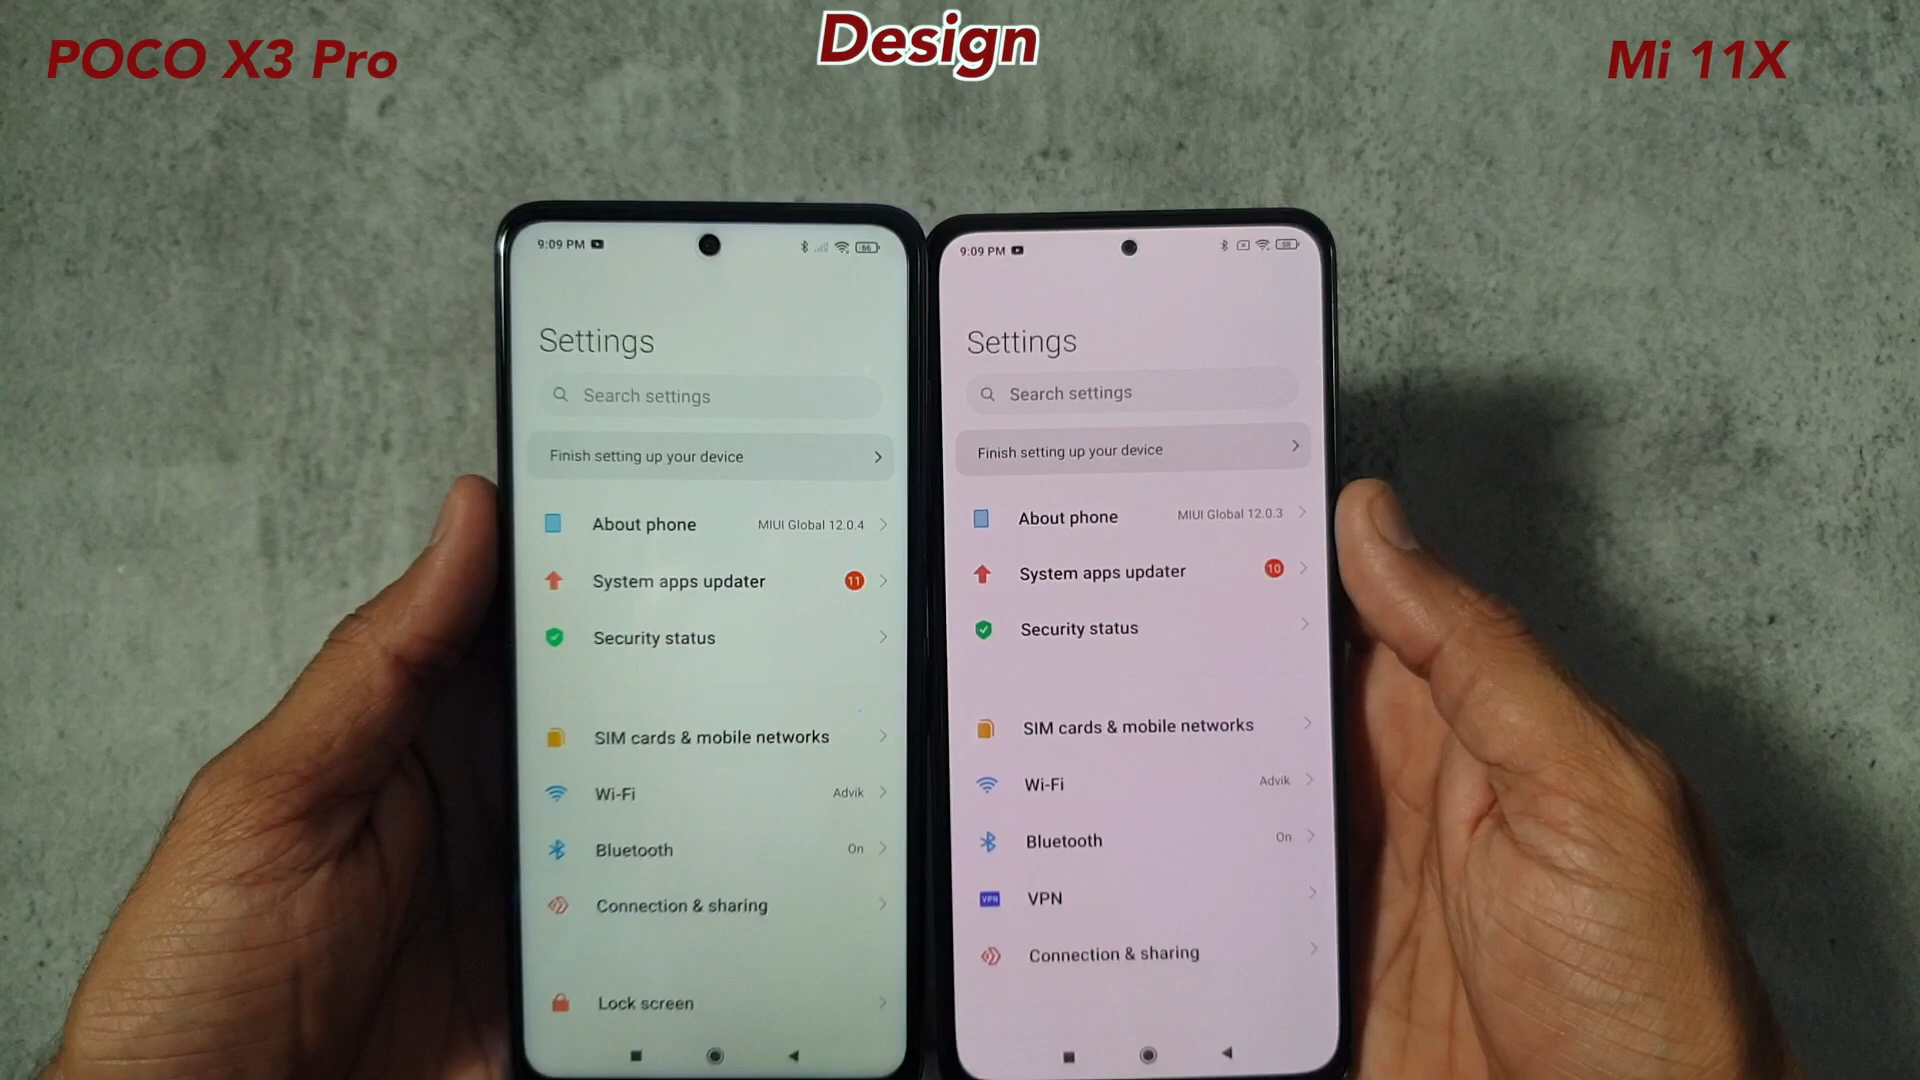 Design
POCO X3 Pro
Mi 11X
9:09 PM
66
Settings
Search settings
Finish setting up your device
About phone MIUI Global 12.0.4
System apps updater 11
Security status
SIM cards & mobile networks
Wi-Fi Advik
Bluetooth On
Connection & sharing
Lock screen
9:09 PM
Settings
Search settings
Finish setting up your device
About phone MIUI Global 12.0.3
System apps updater 10
Security status
SIM cards & mobile networks
Wi-Fi Advik
Bluetooth On
VPN VPN
Connection & sharing